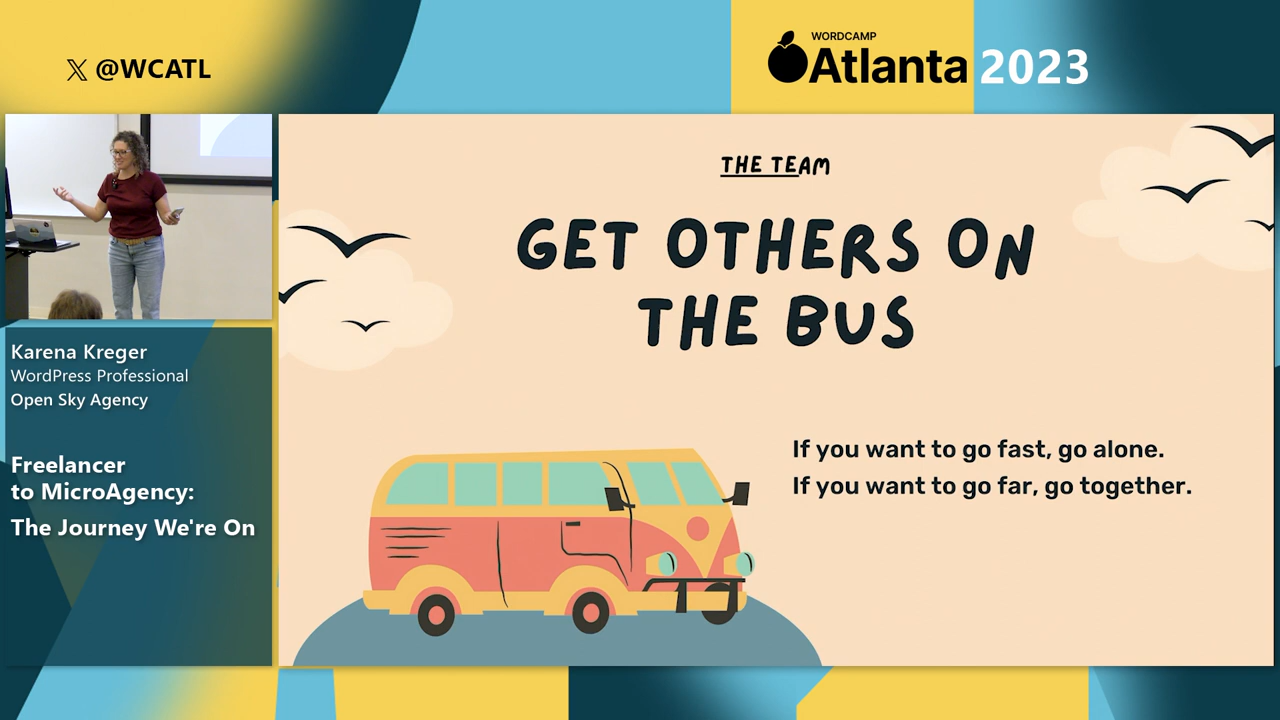 𝕏 @WCATL
WORDCAMP
Atlanta 2023
THE TEAM
GET OTHERS ON
THE BUS
If you want to go fast, go alone.
If you want to go far, go together.
Karena Kreger
WordPress Professional
Open Sky Agency
Freelancer
to MicroAgency:
The Journey We're On